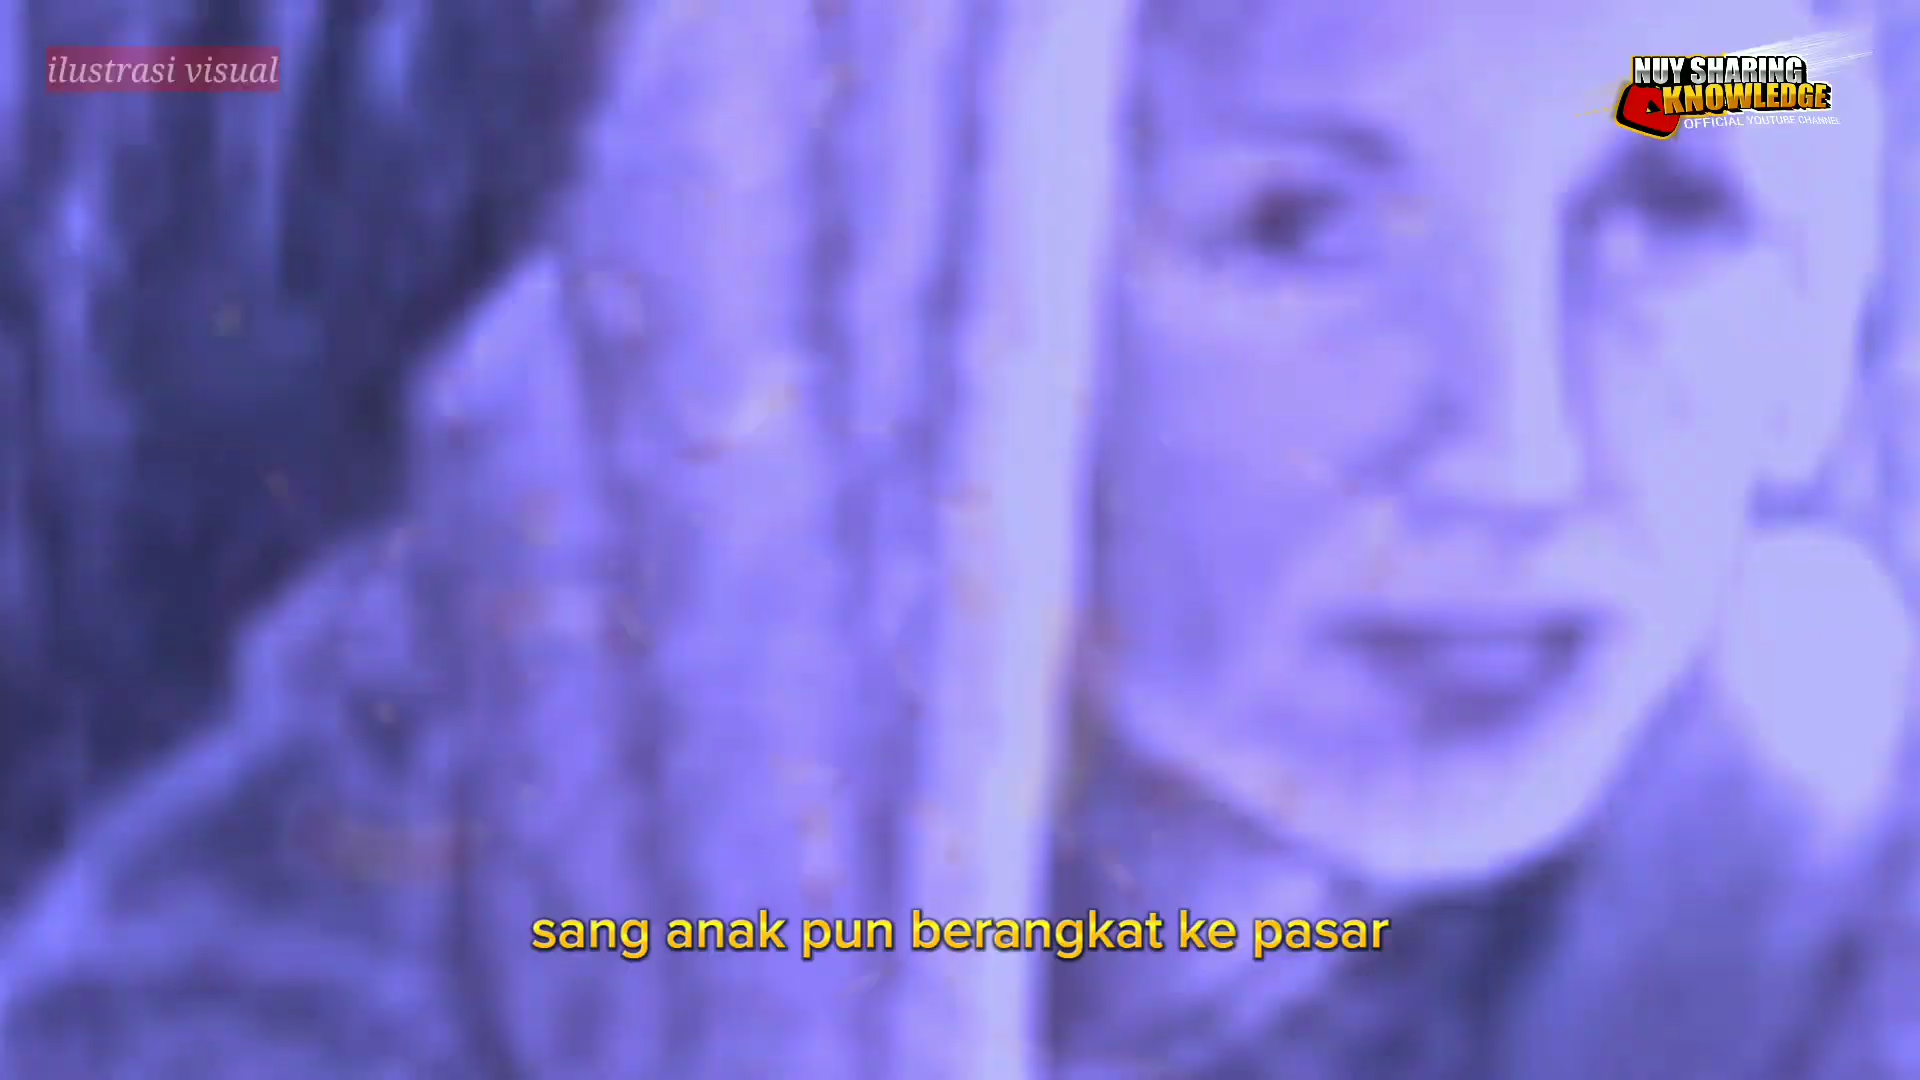 ilustrasi visual
NUY SHARING
KNOWLEDGE
OFFICIAL YOUTUBE CHANNEL
sang anak pun berangkat ke pasar